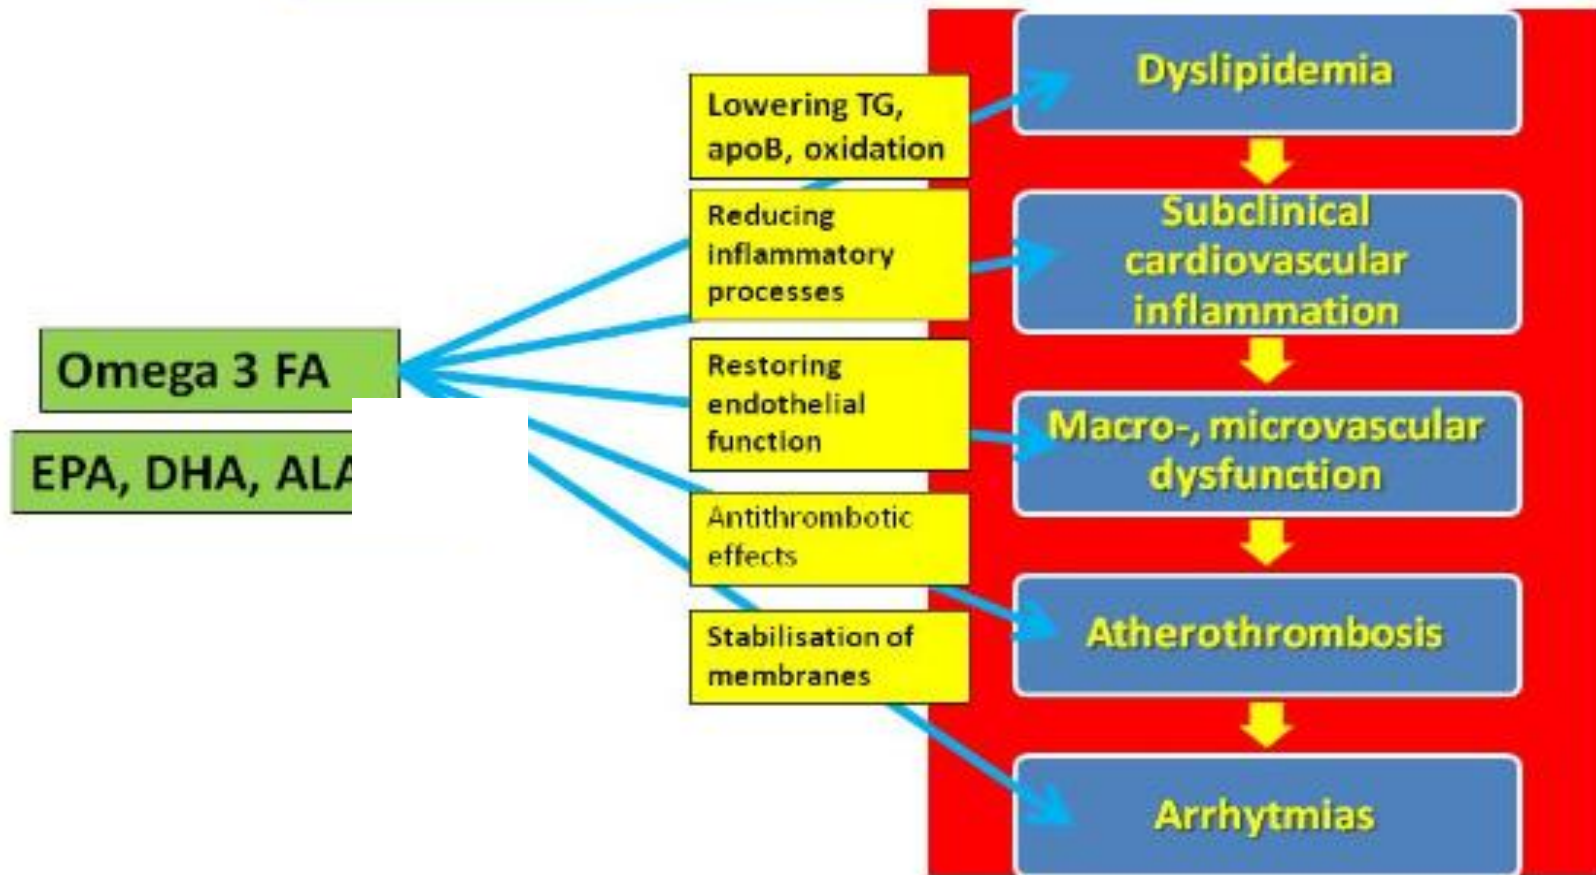 Omega 3 FA
EPA, DHA, ALA
Lowering TG,
apoB, oxidation
Reducing
inflammatory
processes
Restoring
endothelial
function
Antithrombotic
effects
Stabilisation of
membranes
Dyslipidemia
Subclinical
cardiovascular
inflammation
Macro-, microvascular
dysfunction
Atherothrombosis
Arrhytmias